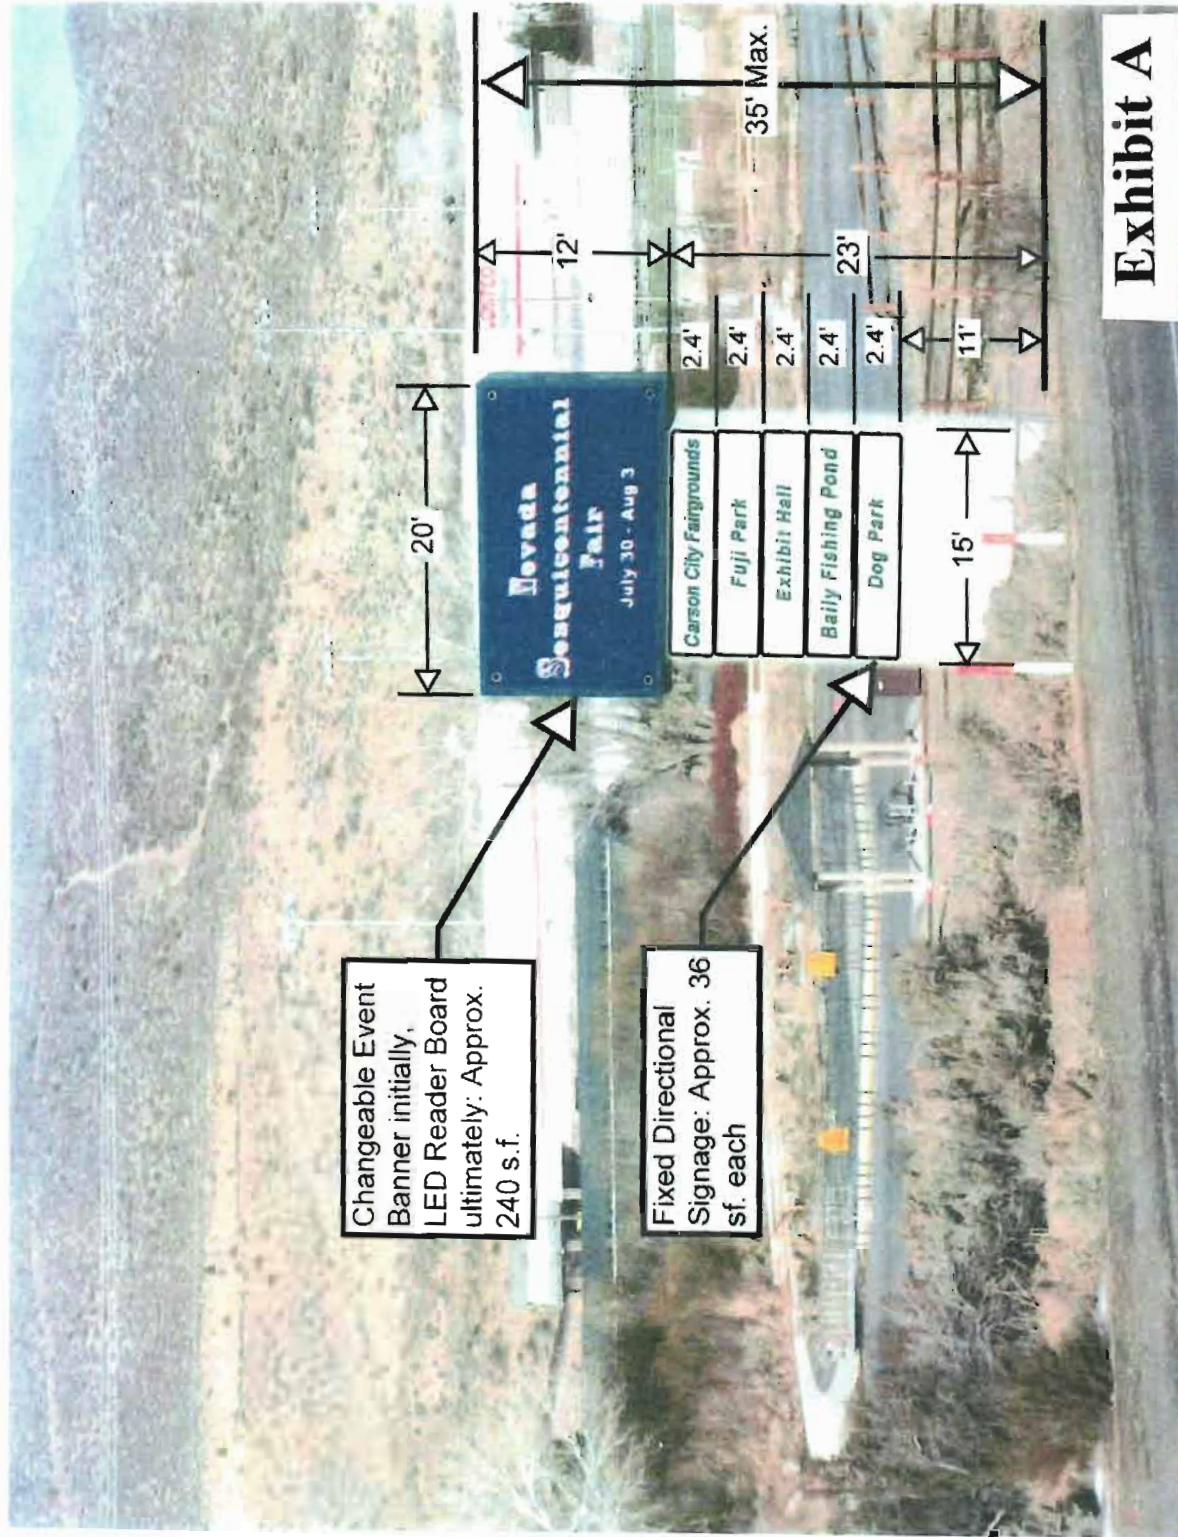 20'
Nevada
Sesquicentennial
Fair
July 30 - Aug 3
12'
35' Max.
Carson City Fairgrounds
Fuji Park
Exhibit Hall
Baily Fishing Pond
Dog Park
2.4'
2.4'
2.4'
2.4'
2.4'
23'
11'
15'
Changeable Event
Banner initially,
LED Reader Board
ultimately: Approx.
240 s.f.
Fixed Directional
Signage: Approx. 36
sf. each
COSTCO
Exhibit A